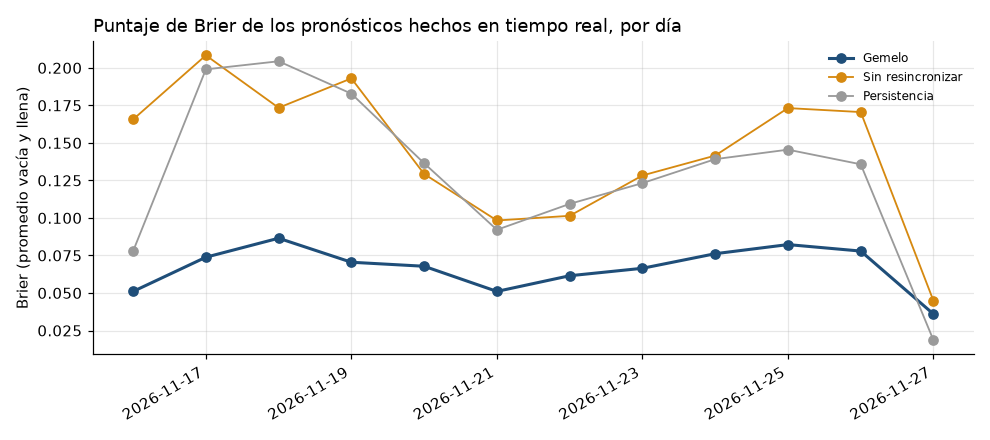 Puntaje de Brier de los pronósticos hechos en tiempo real, por día
Brier (promedio vacía y llena)
0.200
0.175
0.150
0.125
0.100
0.075
0.050
0.025
Gemelo
Sin resincronizar
Persistencia
2026-11-17
2026-11-19
2026-11-21
2026-11-23
2026-11-25
2026-11-27